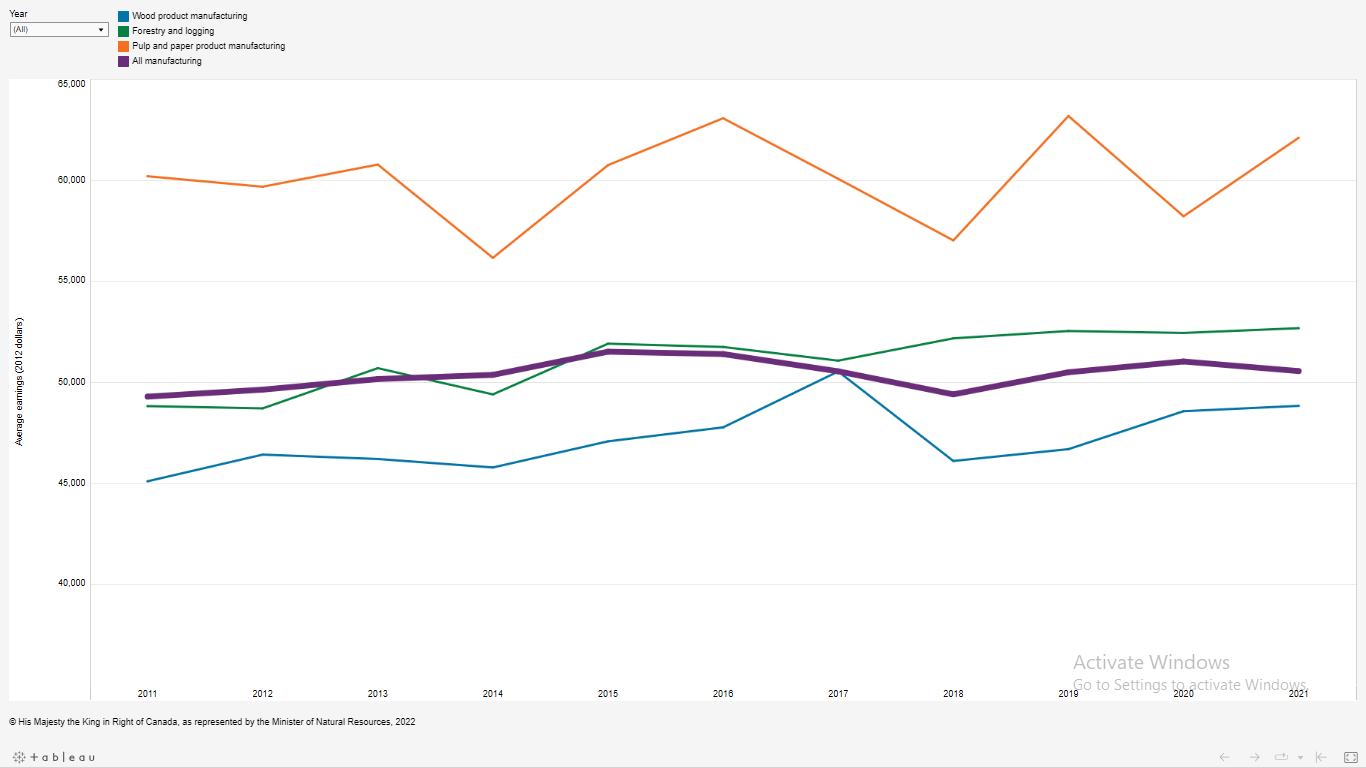 Year
(All)
Wood product manufacturing
Forestry and logging
Pulp and paper product manufacturing
All manufacturing
65,000
60,000
55,000
50,000
45,000
40,000
Average earnings (2012 dollars)
Activate Windows
Go to Settings to activate Windows.
2011 2012 2013 2014 2015 2016 2017 2018 2019 2020 2021
© His Majesty the King in Right of Canada, as represented by the Minister of Natural Resources, 2022
+ a b l e a u